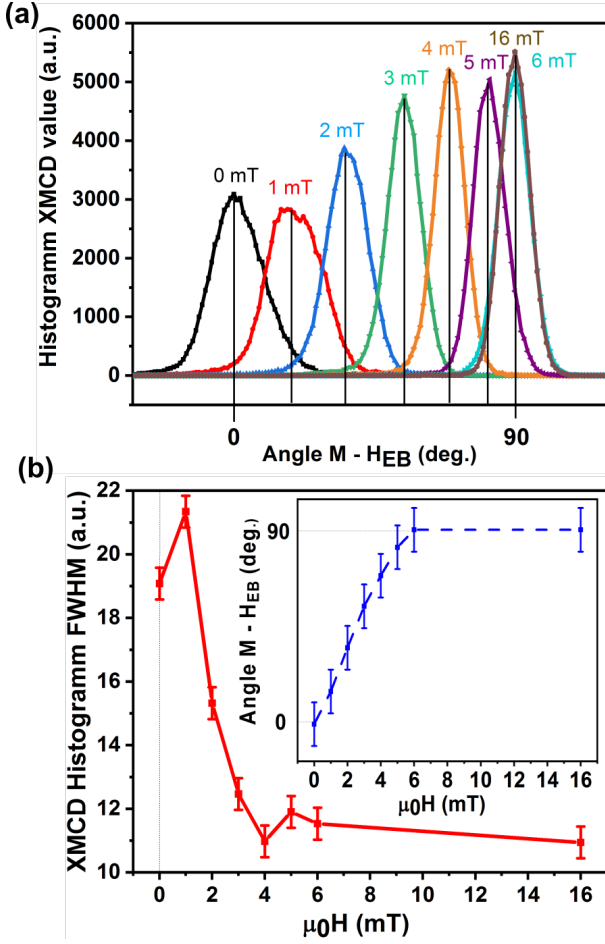 (a)
Histogramm XMCD value (a.u.)
6000
5000
4000
3000
2000
1000
0
0 mT
1 mT
2 mT
3 mT
4 mT
5 mT
16 mT
6 mT
0
90
Angle M - HEB (deg.)
(b)
XMCD Histogramm FWHM (a.u.)
22
21
20
19
18
16
14
12
11
10
0 2 4 6 8 10 12 14 16
μ0H (mT)
Angle M - HEB (deg.)
90
0
0 2 4 6 8 10 12 14 16
μ0H (mT)